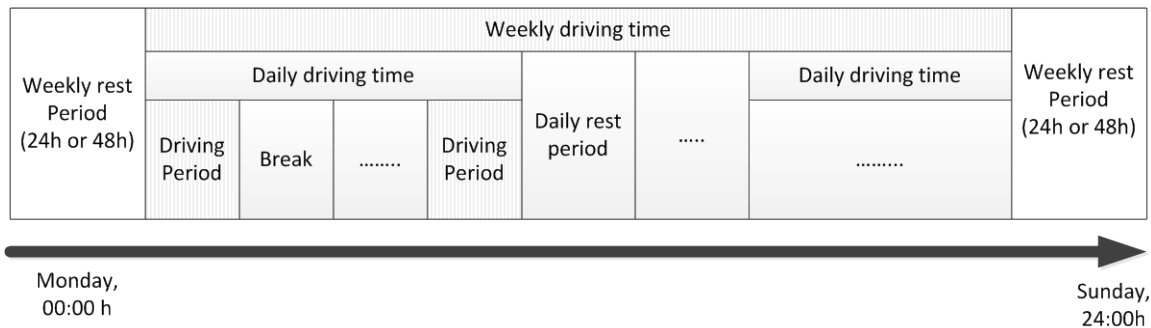 Weekly driving time
Weekly rest
Period
(24h or 48h)
Daily driving time
Driving
Period
Break
........
Driving
Period
Daily rest
period
.....
Daily driving time
.........
Weekly rest
Period
(24h or 48h)
Monday,
00:00 h
Sunday,
24:00h